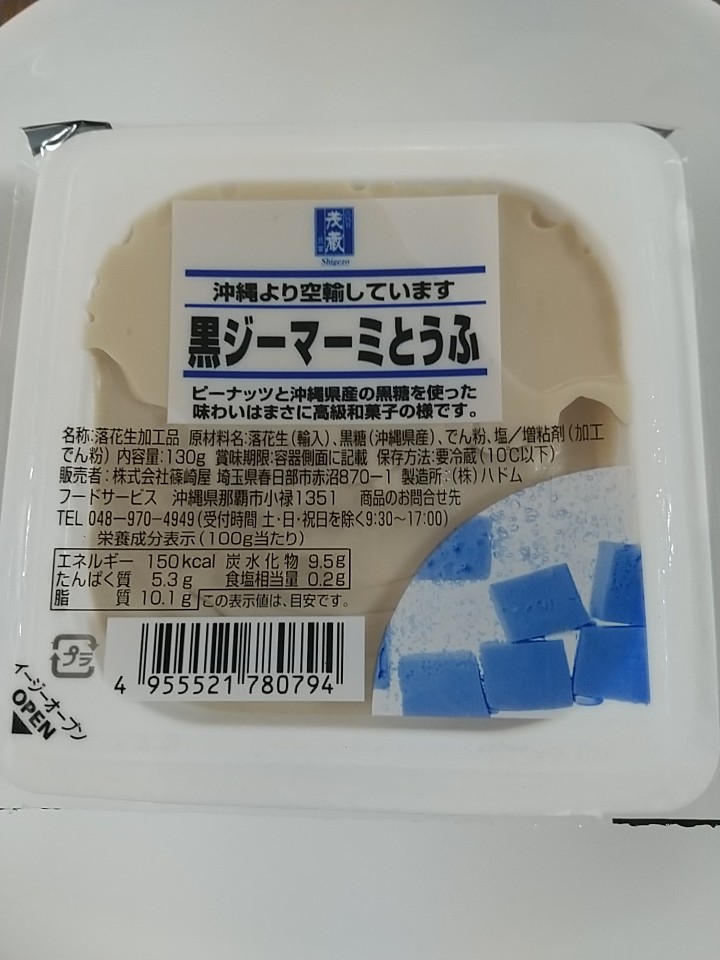 茂蔵
Shigezo
沖縄より空輸しています
黒ジーマーミとうふ
ピーナッツと沖縄県産の黒糖を使った
味わいはまさに高級和菓子の様です。
名称:落花生加工品 原材料名:落花生(輸入)、黒糖(沖縄県産)、でん粉、塩/増粘剤(加工
でん粉) 内容量:130g 賞味期限:容器側面に記載 保存方法:要冷蔵(10℃以下)
販売者:株式会社篠崎屋 埼玉県春日部市赤沼870-1 製造所:(株)ハドム
フードサービス 沖縄県那覇市小禄1351 商品のお問合せ先
TEL 048-970-4949(受付時間 土・日・祝日を除く9:30~17:00)
栄養成分表示(100g当たり)
エネルギー 150kcal 炭水化物 9.5g
たんぱく質 5.3g 食塩相当量 0.2g
脂質 10.1g この表示値は、目安です。
プラ
4 955521 780794
イージーオープン
OPEN